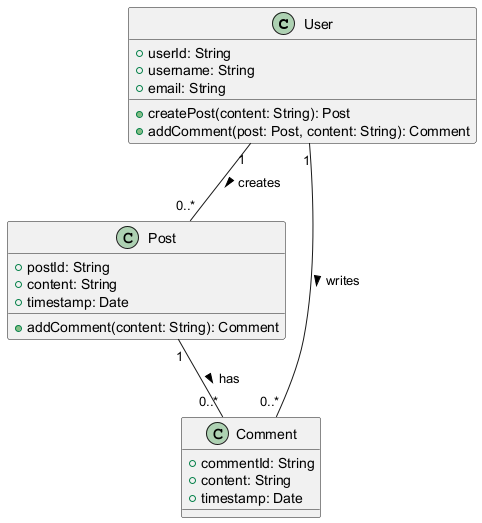 C User
userId: String
username: String
email: String
createPost(content: String): Post
addComment(post: Post, content: String): Comment
1
1
creates
0..*
C Post
postId: String
content: String
timestamp: Date
addComment(content: String): Comment
writes
1
has
0..*
0..*
C Comment
commentId: String
content: String
timestamp: Date